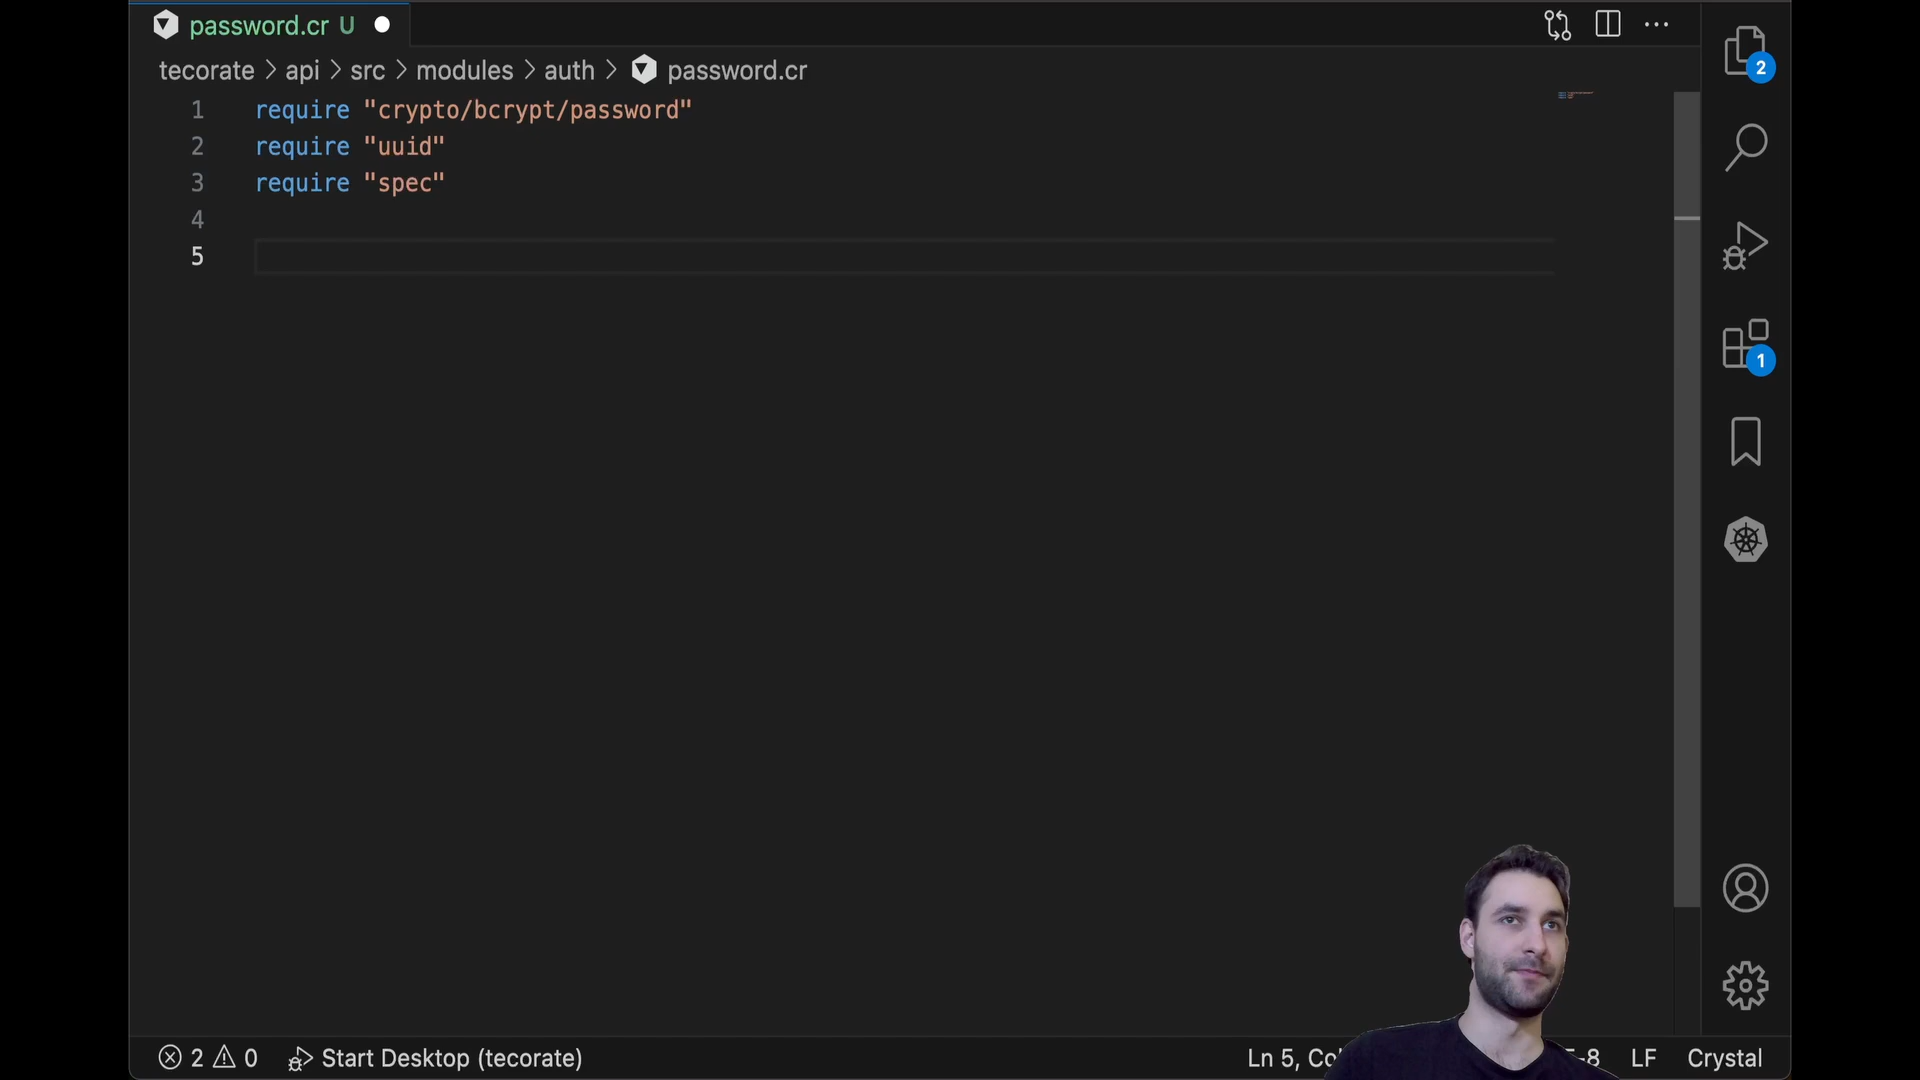 password.cr U
tecorate > api > src > modules > auth > password.cr
1 require "crypto/bcrypt/password"
2 require "uuid"
3 require "spec"
4
5
2
1
2 0 Start Desktop (tecorate)
Ln 5,
-8 LF Crystal